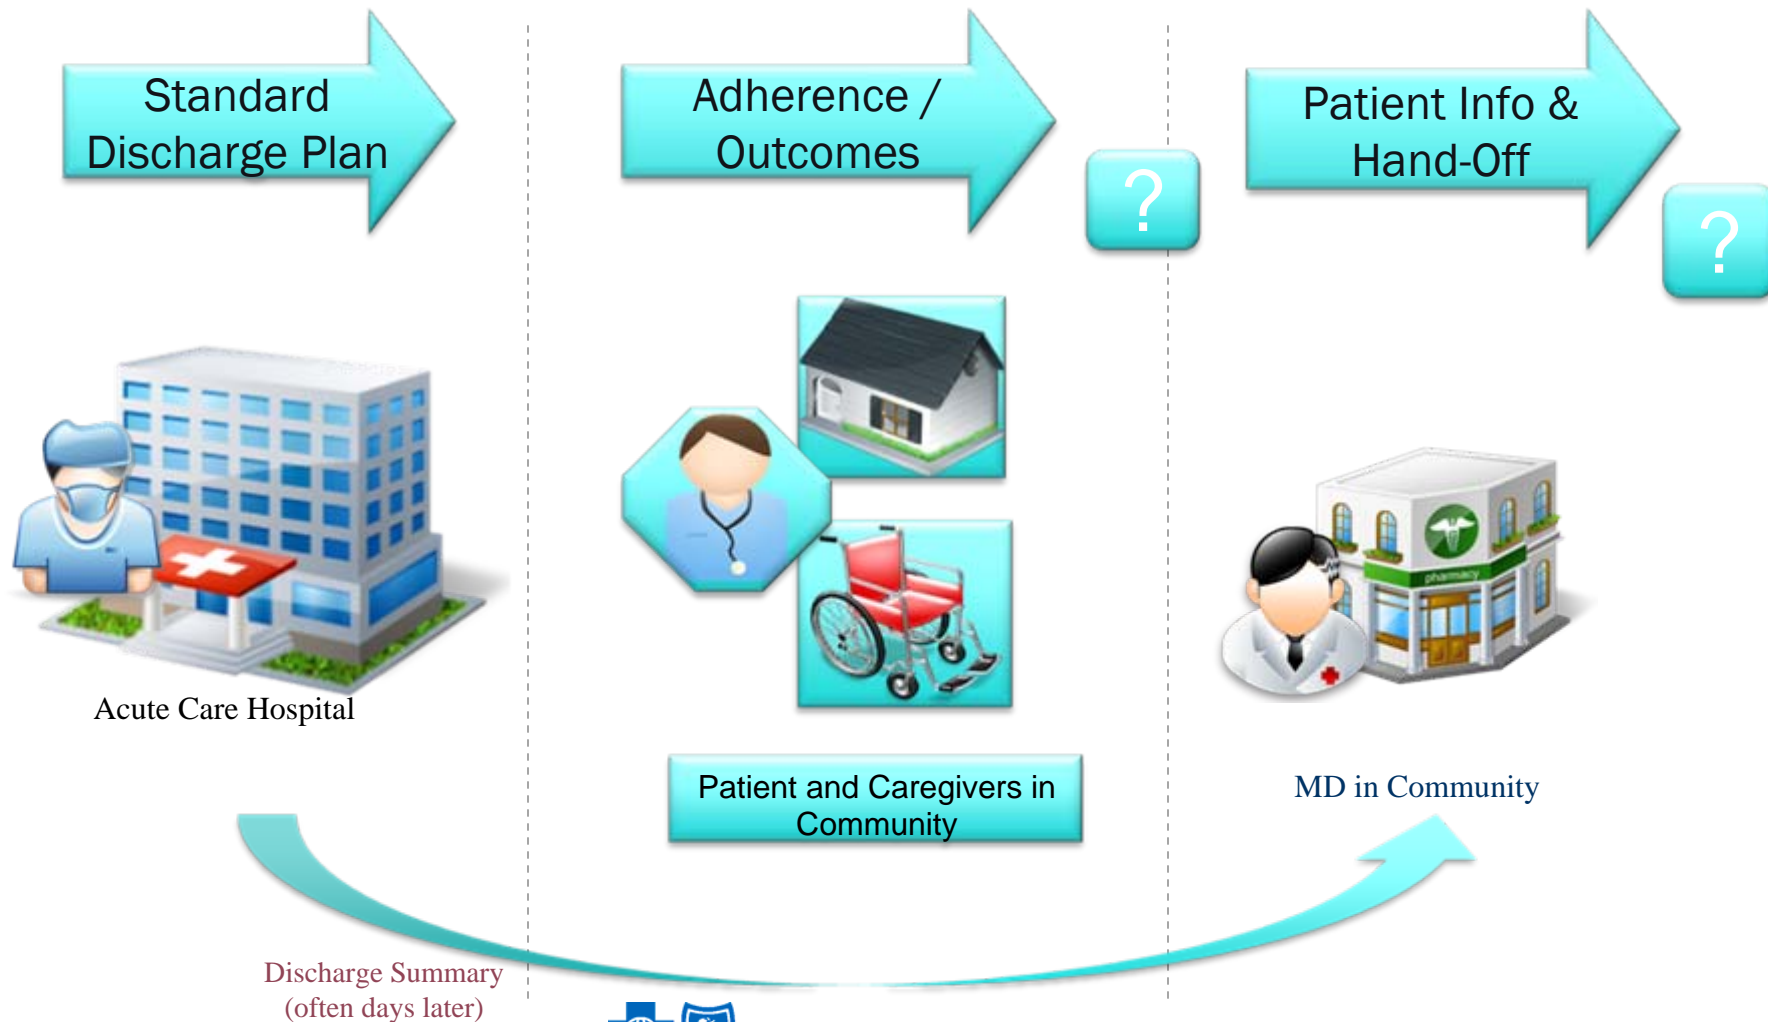 Standard
Discharge Plan
Adherence /
Outcomes
?
Patient Info &
Hand-Off
?
pharmacy
Acute Care Hospital
Patient and Caregivers in
Community
MD in Community
Discharge Summary
(often days later)